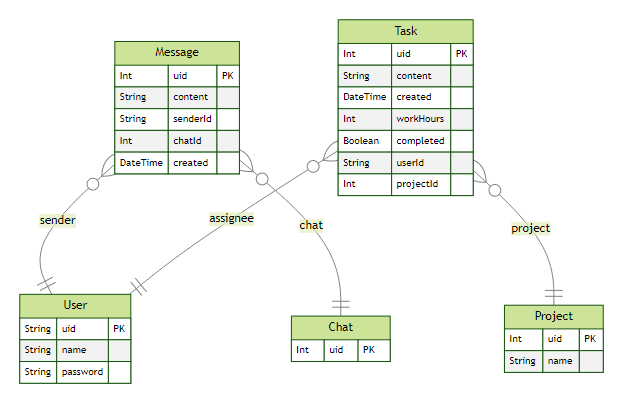 Message
Int uid PK
String content
String senderId
Int chatId
DateTime created
Task
Int uid PK
String content
DateTime created
Int workHours
Boolean completed
String userId
Int projectId
sender
assignee
chat
project
User
String uid PK
String name
String password
Chat
Int uid PK
Project
Int uid PK
String name